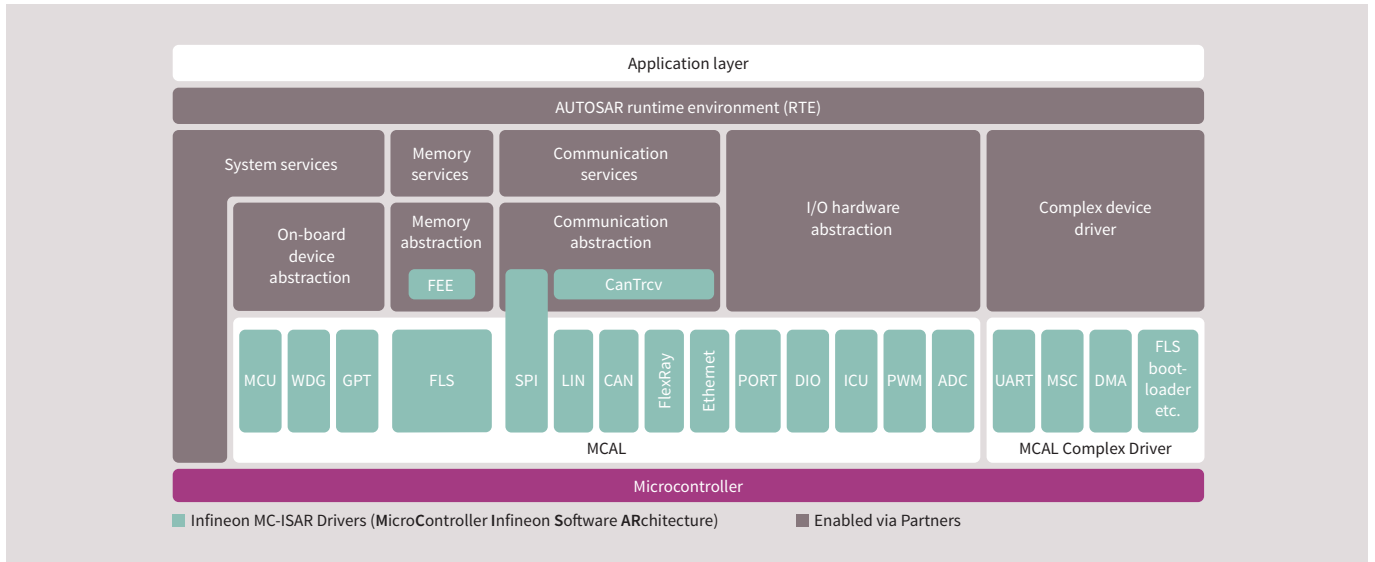 Application layer
AUTOSAR runtime environment (RTE)
System services
Memory
services
Communication
services
I/O hardware
abstraction
Complex device
driver
On-board
device
abstraction
Memory
abstraction
FEE
Communication
abstraction
CanTrcv
MCU
WDG
GPT
FLS
SPI
LIN
CAN
FlexRay
Ethernet
PORT
DIO
ICU
PWM
ADC
UART
MSC
DMA
FLS
boot-
loader
etc.
MCAL
MCAL Complex Driver
Microcontroller
Infineon MC-ISAR Drivers (MicroController Infineon Software ARchitecture)
Enabled via Partners